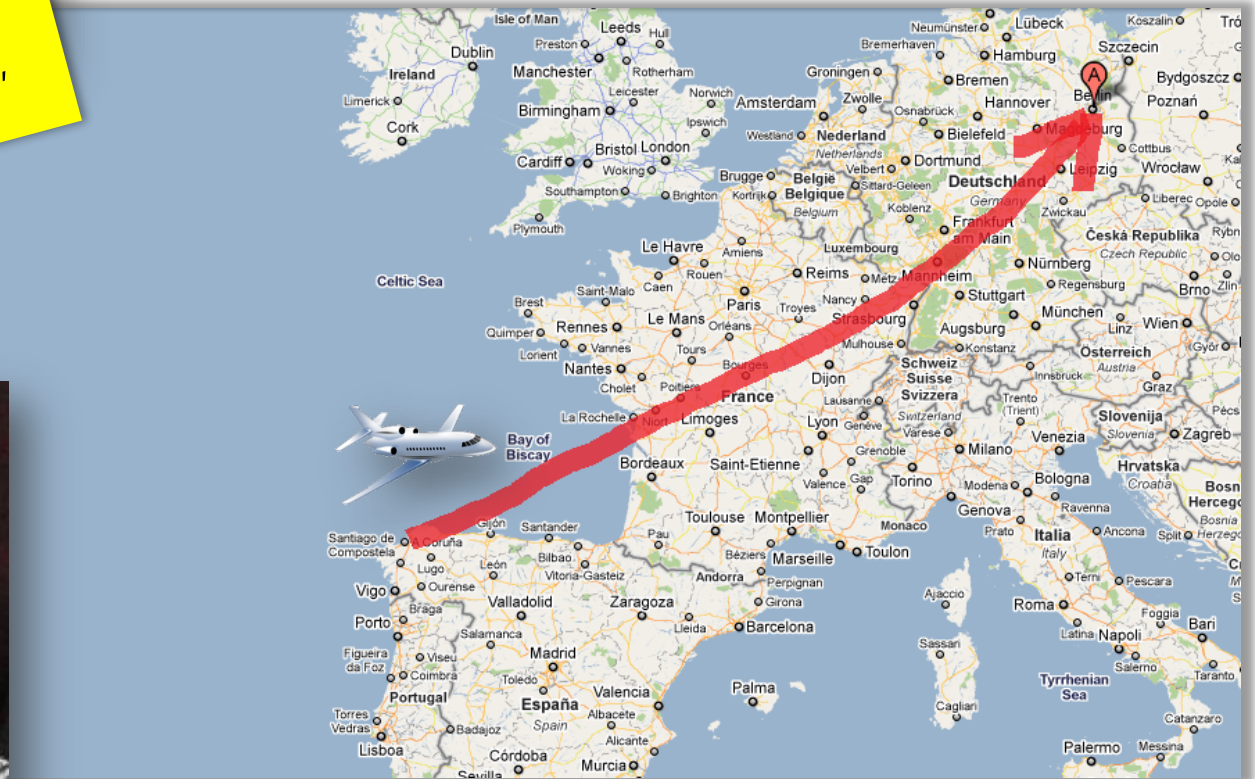 Isle of Man
Leeds
Hull
Preston
Dublin
Ireland
Manchester
Rotherham
Limerick
Leicester
Norwich
Birmingham
Ipswich
Cork
Cardiff
Bristol
London
Woking
Southampton
Brighton
Plymouth
Celtic Sea
Neumünster
Lübeck
Koszalin
Bremerhaven
Hamburg
Szczecin
Groningen
Bremen
A
Bydgoszcz
Amsterdam
Zwolle
Hannover
Berlin
Poznań
Osnabrück
Westland
Nederland
Netherlands
Bielefeld
Magdeburg
Cottbus
Velbert
Dortmund
Leipzig
Wrocław
Brugge
België
Belgique
Belgium
Kortrijk
Sittard-Geleen
Deutschland
Germany
Liberec
Opole
Koblenz
Zwickau
Frankfurt
am Main
Česká Republika
Czech Republic
Le Havre
Amiens
Luxembourg
Rouen
Reims
Metz
Mannheim
Nürnberg
Caen
Saint-Malo
Regensburg
Brno
Zlín
Brest
Paris
Nancy
Stuttgart
Troyes
Strasbourg
München
Linz
Wien
Quimper
Rennes
Le Mans
Orléans
Augsburg
Lorient
Vannes
Tours
Mulhouse
Konstanz
Österreich
Austria
Győr
Nantes
Bourges
Dijon
Schweiz
Suisse
Svizzera
Innsbruck
Graz
Cholet
Poitiers
France
Lausanne
Switzerland
Trento
(Trient)
Slovenija
Slovenia
Pécs
La Rochelle
Niort
Limoges
Lyon
Genève
Varese
Venezia
Zagreb
Bay of
Biscay
Grenoble
Milano
Hrvatska
Croatia
Bordeaux
Saint-Etienne
Valence
Gap
Torino
Modena
Bologna
Genova
Ravenna
Santiago de
Compostela
A Coruña
Gijón
Santander
Toulouse
Montpellier
Monaco
Prato
Italia
Italy
Ancona
Split
Pau
Bilbao
Béziers
Marseille
Toulon
Lugo
León
Vitoria-Gasteiz
Andorra
Perpignan
Terni
Pescara
Vigo
Ourense
Girona
Ajaccio
Roma
Braga
Valladolid
Zaragoza
Foggia
Porto
Lleida
Barcelona
Latina
Napoli
Bari
Salamanca
Sassari
Salerno
Figueira
da Foz
Viseu
Madrid
Taranto
Coimbra
Toledo
Palma
Tyrrhenian
Sea
Portugal
España
Spain
Valencia
Cagliari
Torres
Vedras
Badajoz
Albacete
Catanzaro
Lisboa
Alicante
Córdoba
Palermo
Messina
Sevilla
Murcia